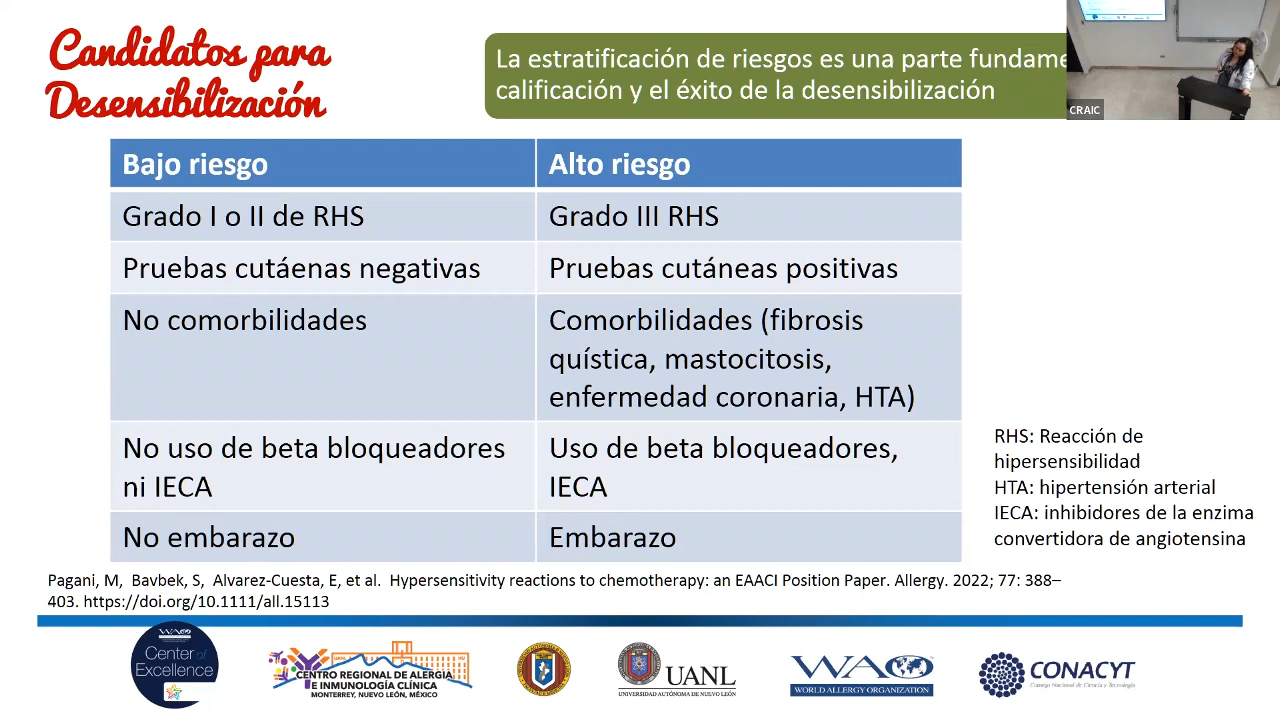 Candidatos para
Desensibilización
La estratificación de riesgos es una parte
calificación y el éxito de la desensibilización
CRAIC
Bajo riesgo
Alto riesgo
Grado I o II de RHS
Grado III RHS
Pruebas cutáenas negativas
Pruebas cutáneas positivas
No comorbilidades
Comorbilidades (fibrosis
quística, mastocitosis,
enfermedad coronaria, HTA)
No uso de beta bloqueadores
ni IECA
Uso de beta bloqueadores,
IECA
No embarazo
Embarazo
RHS: Reacción de
hipersensibilidad
HTA: hipertensión arterial
IECA: inhibidores de la enzima
convertidora de angiotensina
Pagani, M, Bavbek, S, Alvarez-Cuesta, E, et al. Hypersensitivity reactions to chemotherapy: an EAACI Position Paper. Allergy. 2022; 77: 388–
403. https://doi.org/10.1111/all.15113
WAO
Center of
Excellence
CENTRO REGIONAL DE ALERGIA
E INMUNOLOGÍA CLÍNICA
MONTERREY, NUEVO LEÓN, MÉXICO
UANL
UNIVERSIDAD AUTÓNOMA DE NUEVO LEÓN
WAO
WORLD ALLERGY ORGANIZATION
CONACYT
Consejo Nacional de Ciencia y Tecnología